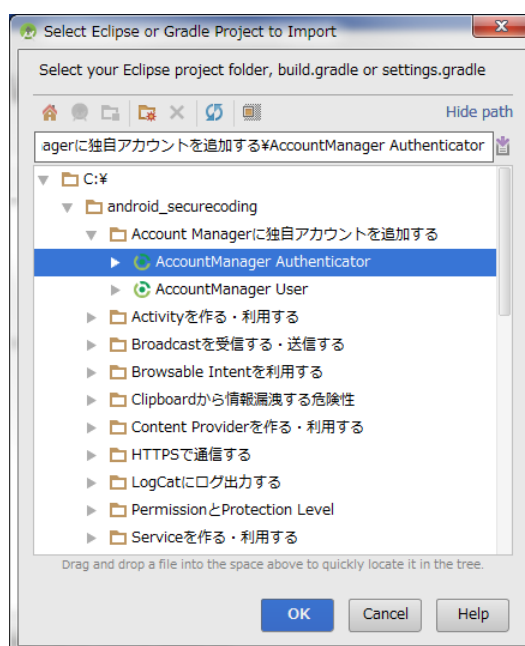 Select Eclipse or Gradle Project to Import
Select your Eclipse project folder, build.gradle or settings.gradle
Hide path
agerに独自アカウントを追加する¥AccountManager Authenticator
C:¥
android_securecoding
Account Managerに独自アカウントを追加する
AccountManager Authenticator
AccountManager User
Activityを作る・利用する
Broadcastを受信する・送信する
Browsable Intentを利用する
Clipboardから情報漏洩する危険性
Content Providerを作る・利用する
HTTPSで通信する
LogCatにログ出力する
PermissionとProtection Level
Serviceを作る・利用する
Drag and drop a file into the space above to quickly locate it in the tree.
OK Cancel Help